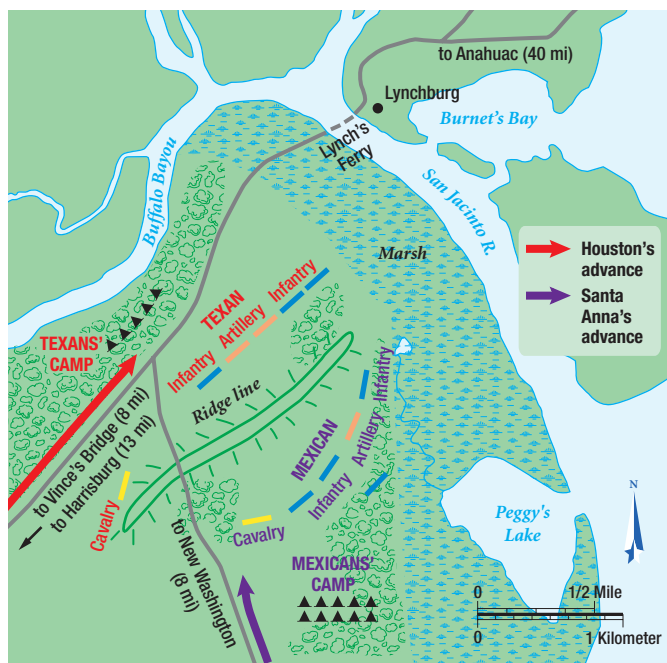 to Anahuac (40 mi)
Lynchburg
Burnet's Bay
Lynch's
Ferry
Buffalo Bayou
San Jacinto R.
Marsh
Houston's
advance
Santa
Anna's
advance
TEXANS'
CAMP
TEXAN
Infantry
Artillery
Infantry
Ridge line
MEXICAN
Infantry
Artillery
Infantry
to Vince's Bridge (8 mi)
to Harrisburg (13 mi)
Cavalry
Cavalry
to New Washington
(8 mi)
MEXICANS'
CAMP
Peggy's
Lake
N
0 1/2 Mile
0 1 Kilometer